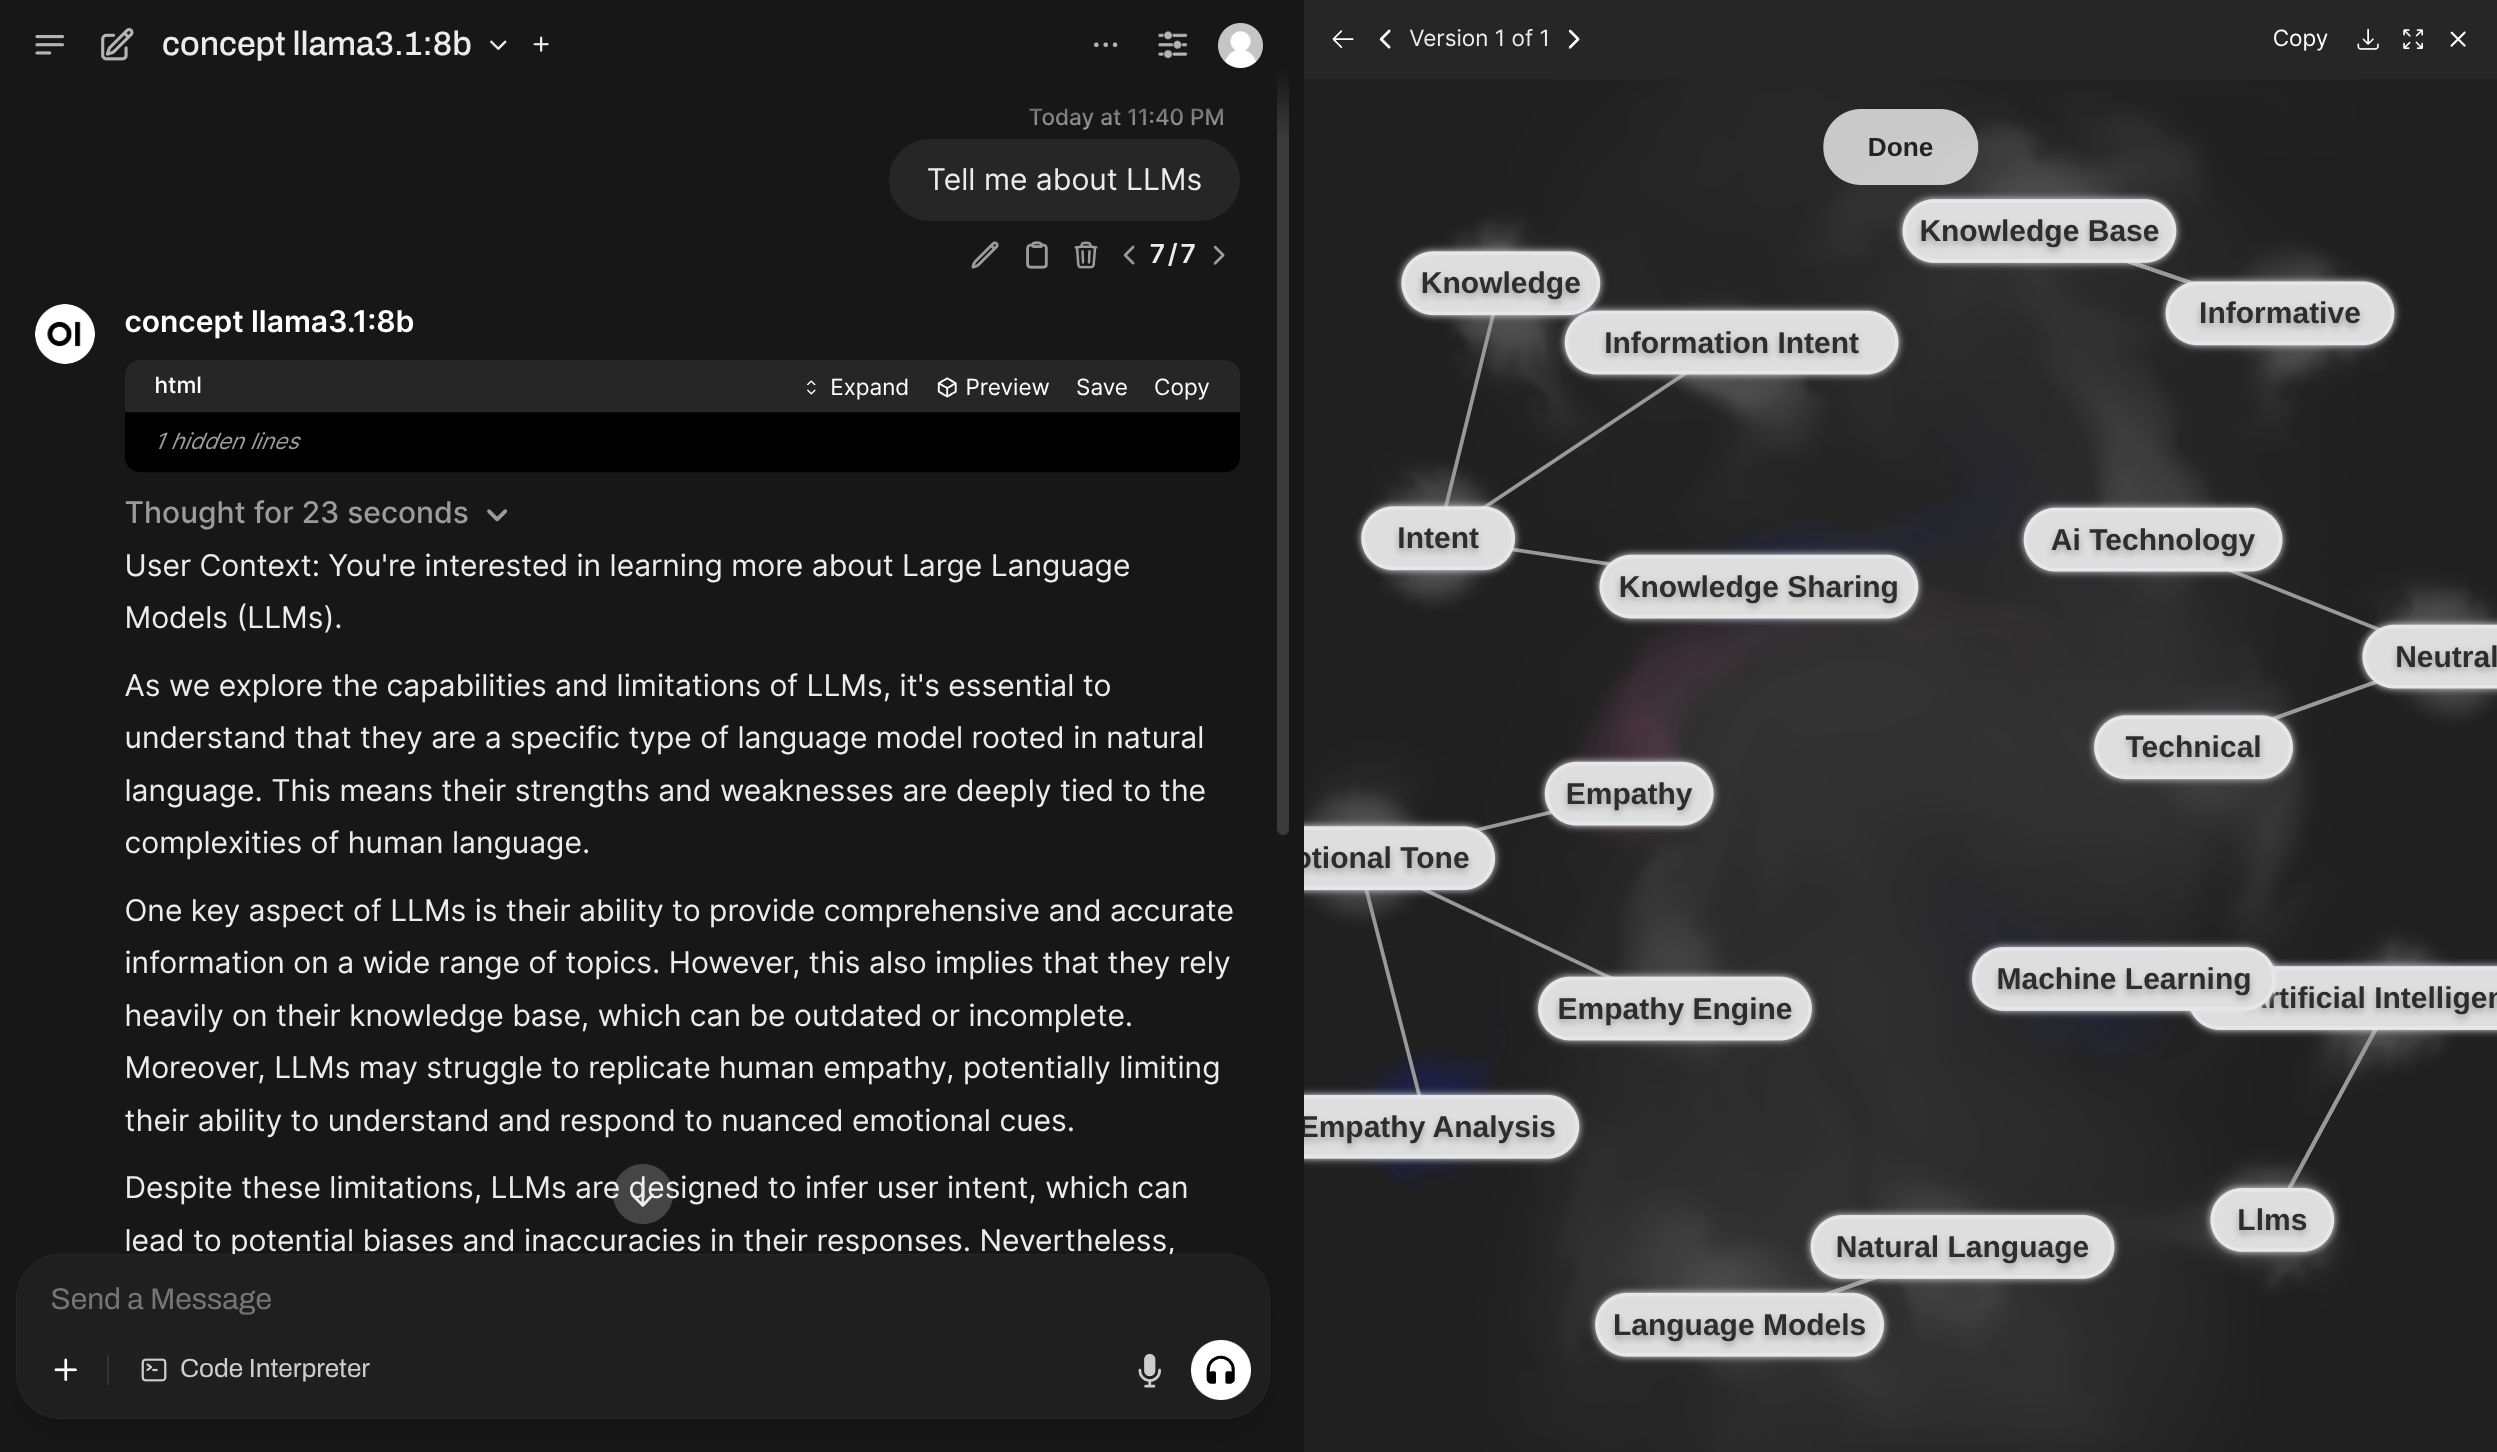 concept llama3.1:8b
Today at 11:40 PM
Tell me about LLMs
7/7
OI
concept llama3.1:8b
html
Expand
Preview
Save
Copy
1 hidden lines
Thought for 23 seconds
User Context: You're interested in learning more about Large Language
Models (LLMs).
As we explore the capabilities and limitations of LLMs, it's essential to
understand that they are a specific type of language model rooted in natural
language. This means their strengths and weaknesses are deeply tied to the
complexities of human language.
One key aspect of LLMs is their ability to provide comprehensive and accurate
information on a wide range of topics. However, this also implies that they rely
heavily on their knowledge base, which can be outdated or incomplete.
Moreover, LLMs may struggle to replicate human empathy, potentially limiting
their ability to understand and respond to nuanced emotional cues.
Despite these limitations, LLMs are designed to infer user intent, which can
lead to potential biases and inaccuracies in their responses. Nevertheless,
Send a Message
Code Interpreter
Version 1 of 1
Copy
Done
Knowledge Base
Knowledge
Informative
Information Intent
Intent
Ai Technology
Knowledge Sharing
Neutral
Technical
Empathy
otional Tone
Machine Learning
rtificial Intelligen
Empathy Engine
Empathy Analysis
Llms
Natural Language
Language Models